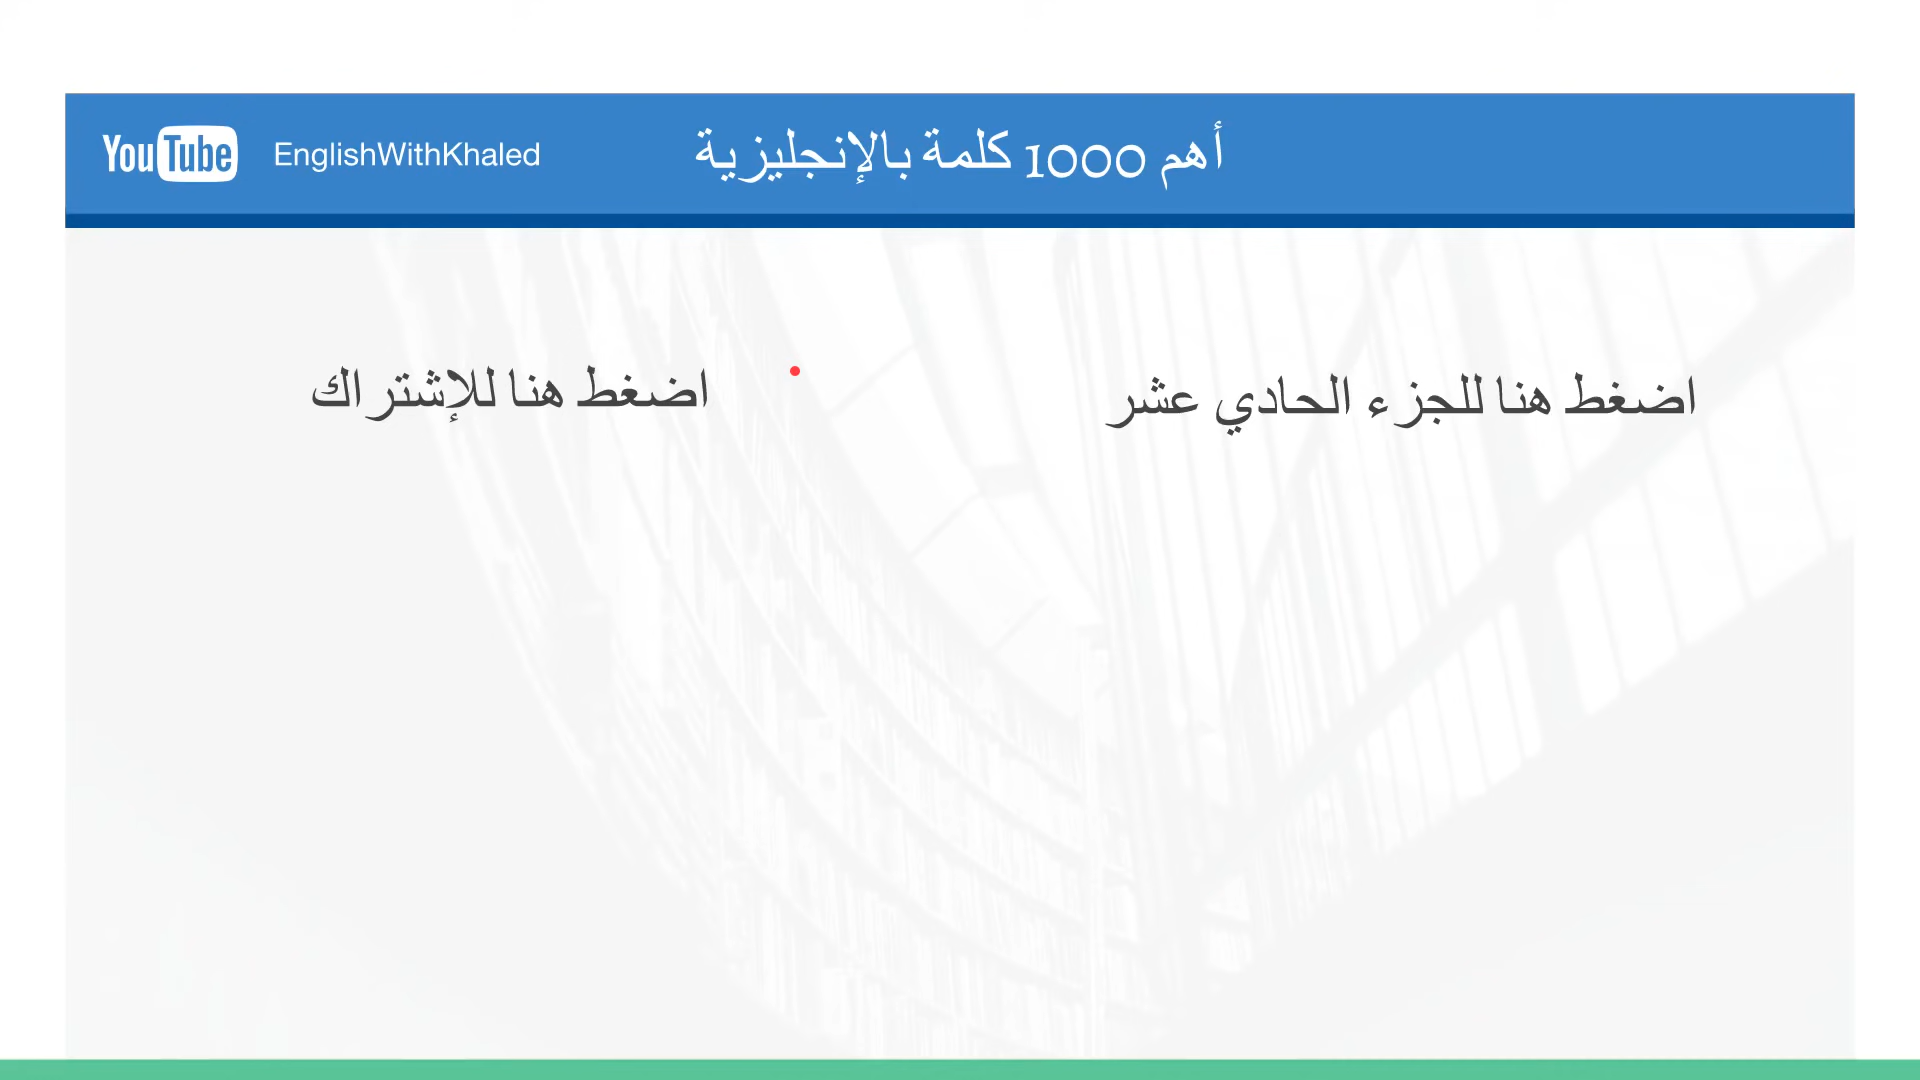 YouTube EnglishWithKhaled
أهم 1000 كلمة بالإنجليزية
اضغط هنا للجزء الحادي عشر
اضغط هنا للإشتراك